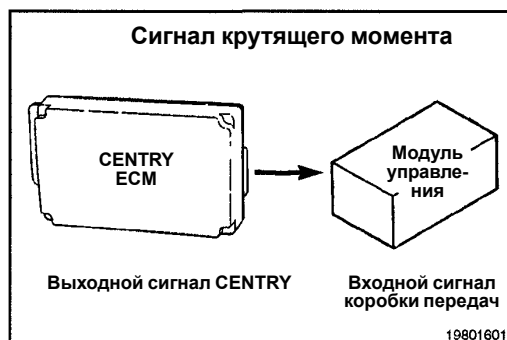 Сигнал крутящего момента
CENTRY
ECM
Модуль
управле-
ния
Выходной сигнал CENTRY
Входной сигнал
коробки передач
19801601